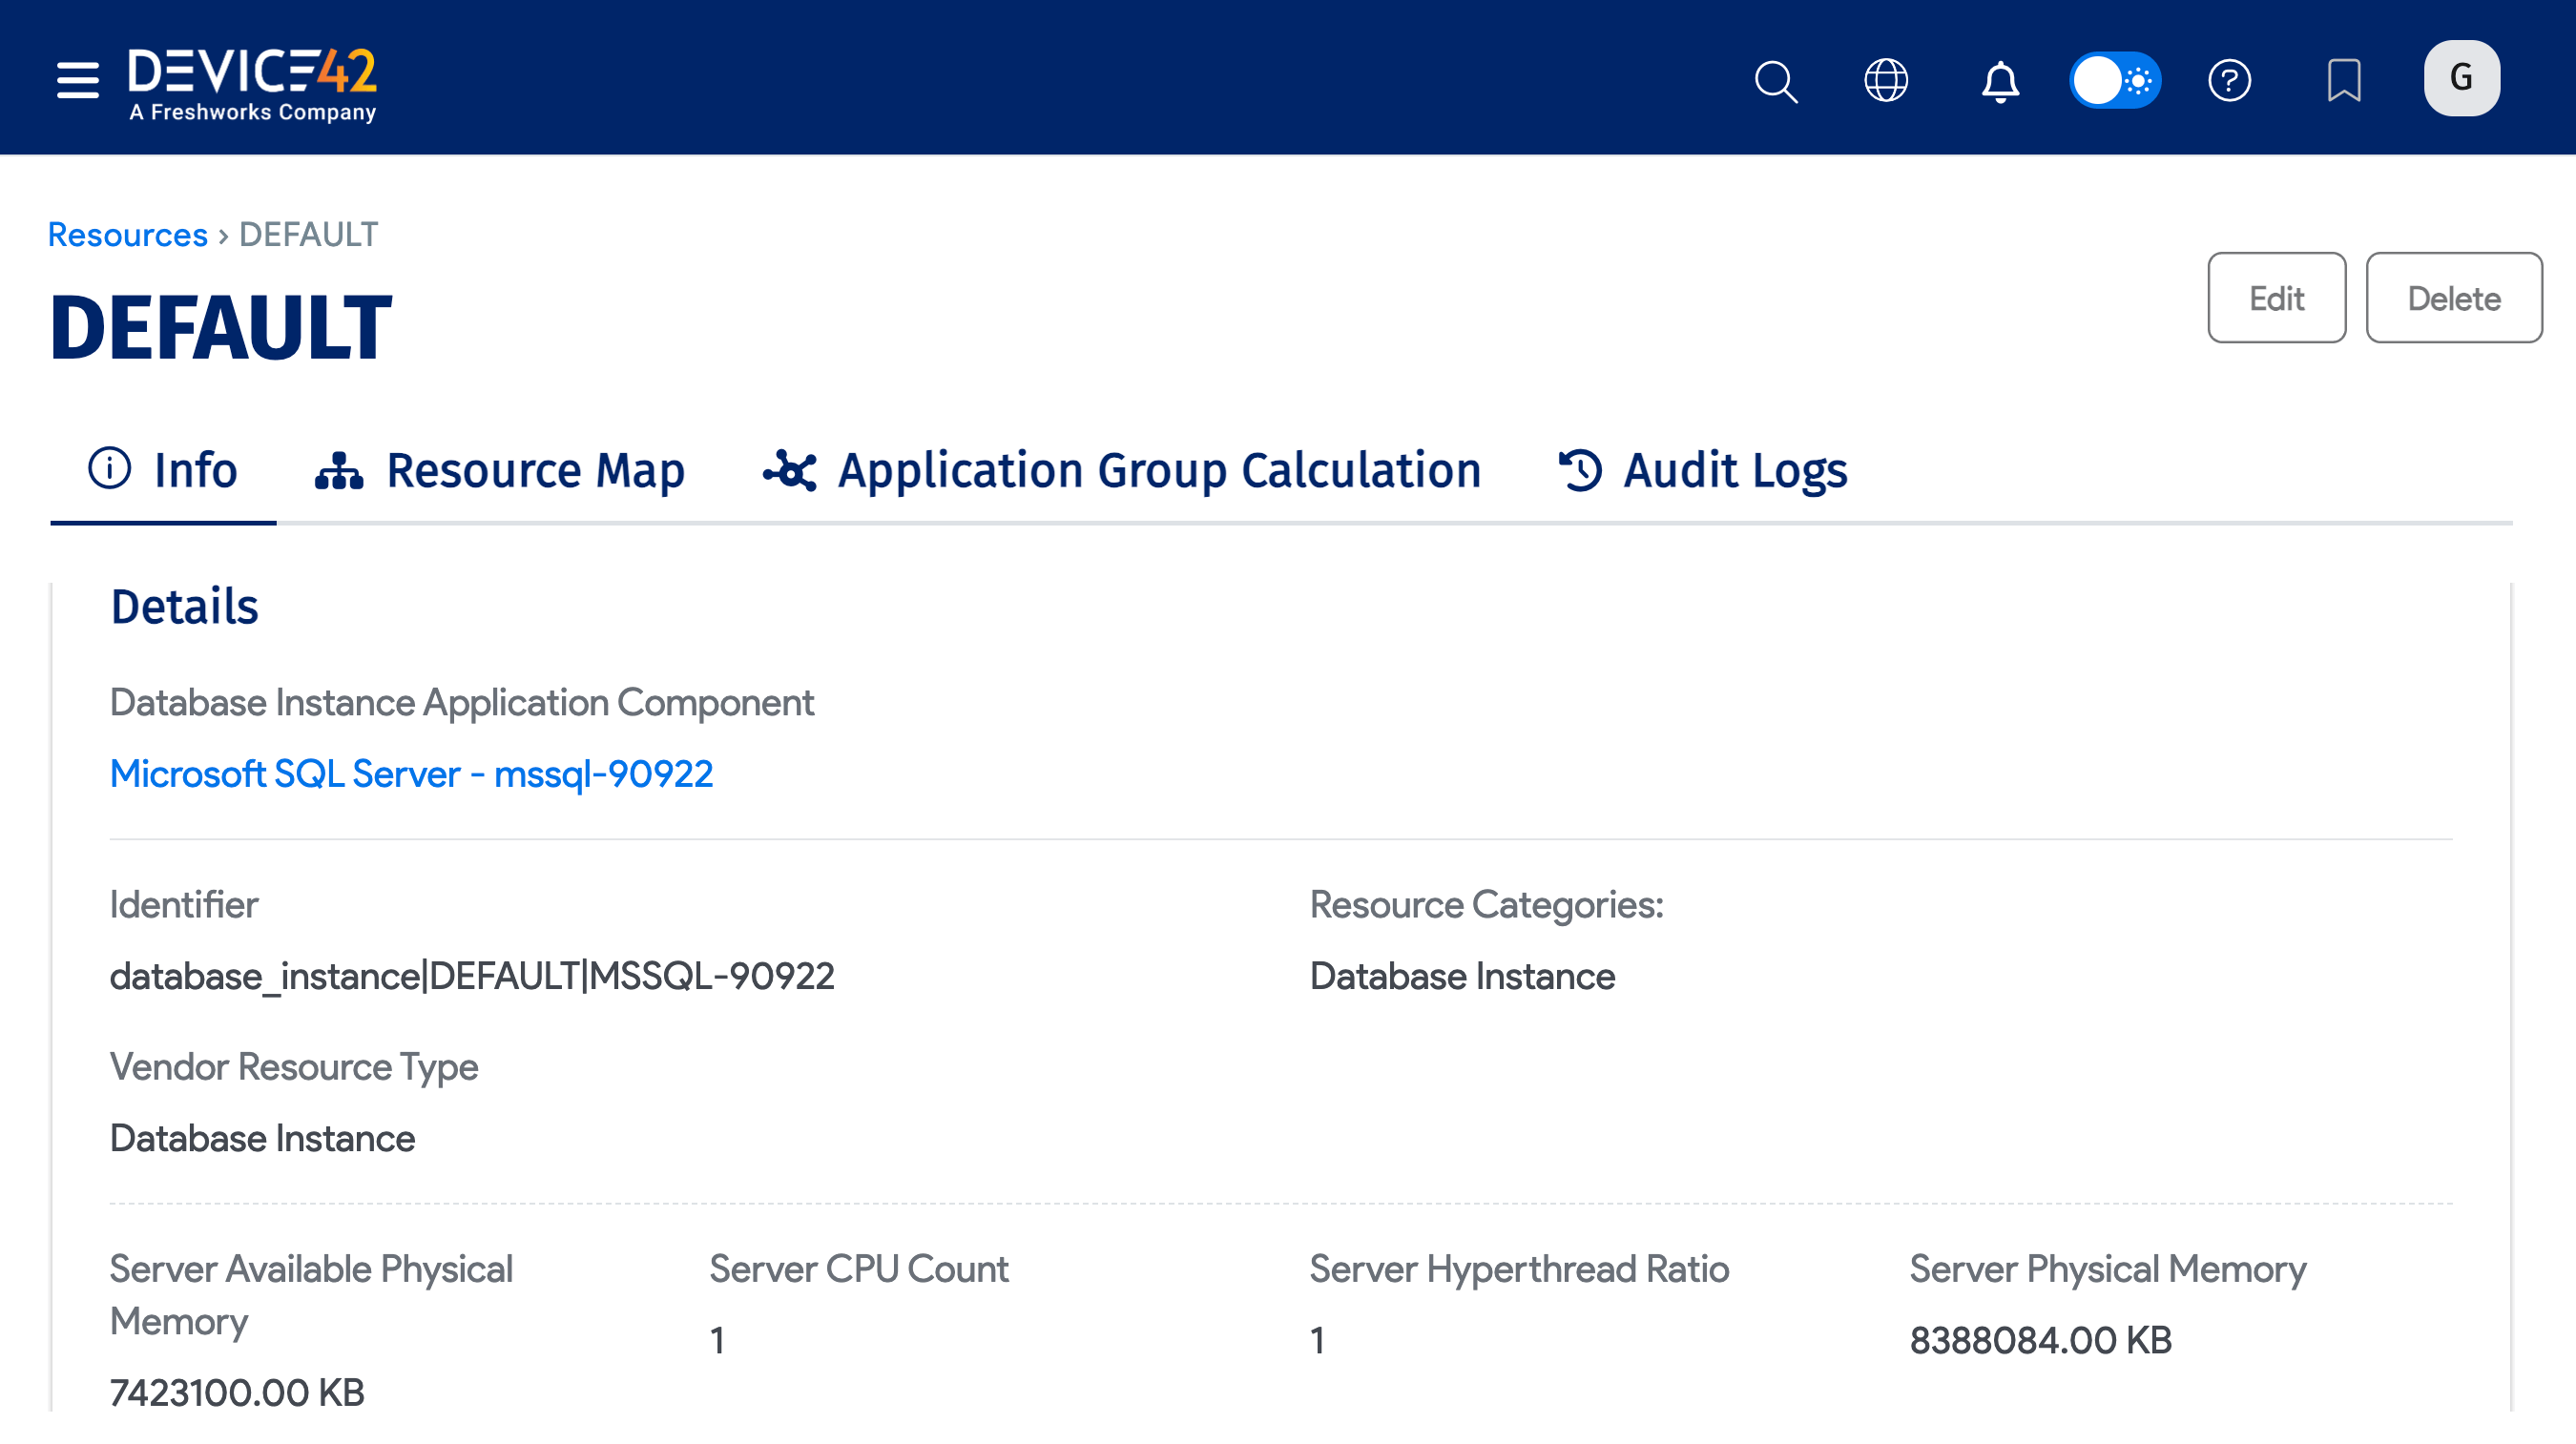 DEVICE42
A Freshworks Company
G
Resources › DEFAULT
DEFAULT
Edit
Delete
Info
Resource Map
Application Group Calculation
Audit Logs
Details
Database Instance Application Component
Microsoft SQL Server - mssql-90922
Identifier
database_instance|DEFAULT|MSSQL-90922
Resource Categories:
Database Instance
Vendor Resource Type
Database Instance
Server Available Physical
Memory
7423100.00 KB
Server CPU Count
1
Server Hyperthread Ratio
1
Server Physical Memory
8388084.00 KB